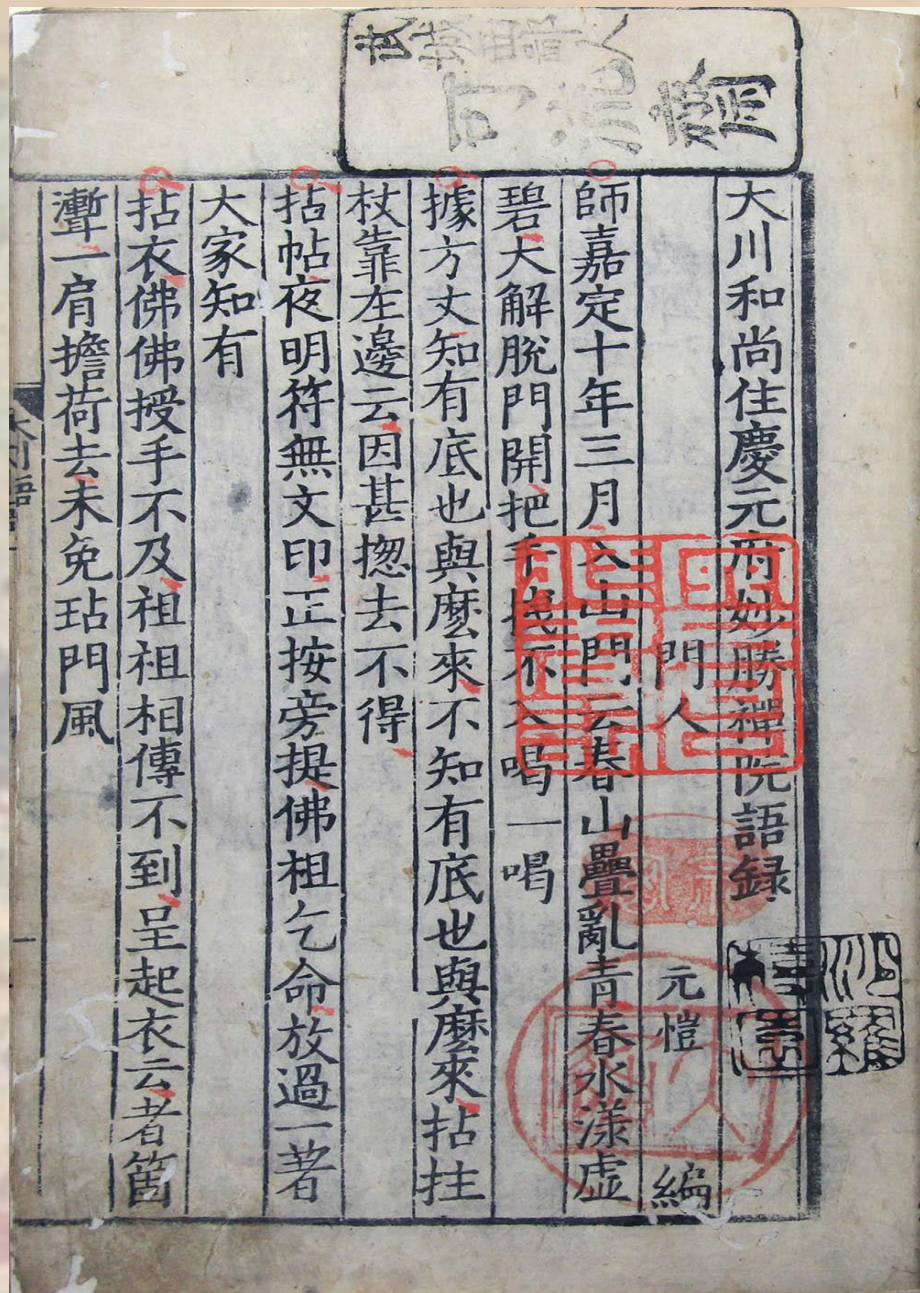 大川和尚住慶元府妙勝禪院語録
門人 元愷 編
師嘉定十年三月入山門云春山疊亂青春水漾虛
碧大解脫門開把手拽不入喝一喝
據方丈知有底也與麼來不知有底也與麼來拈拄
杖靠在邊云因甚摠去不得
拈帖夜明符無文印正按旁提佛祖乞命放過一著
大家知有
拈衣佛佛授手不及祖祖相傳不到呈起衣云者箇
聻一肩擔荷去未免玷門風